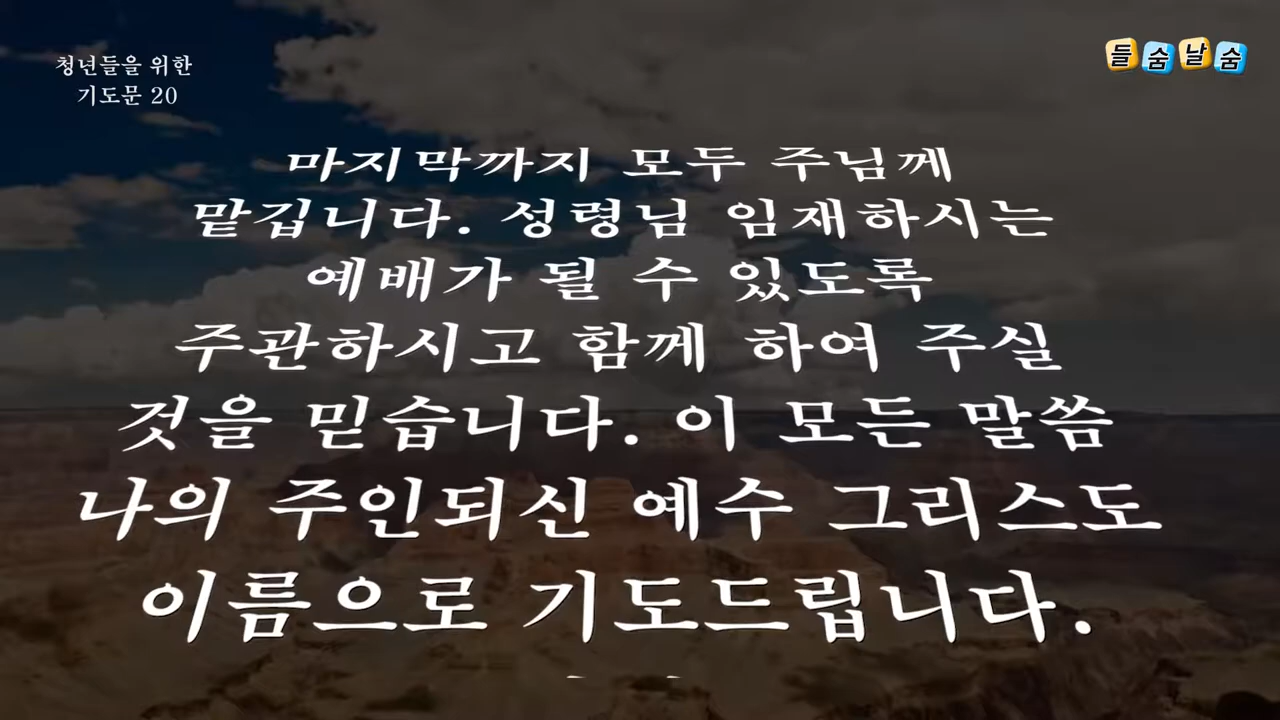 청년들을 위한
기도문 20
들숨날숨
마지막까지 모두 주님께
맡깁니다. 성령님 임재하시는
예배가 될 수 있도록
주관하시고 함께 하여 주실
것을 믿습니다. 이 모든 말씀
나의 주인되신 예수 그리스도
이름으로 기도드립니다.